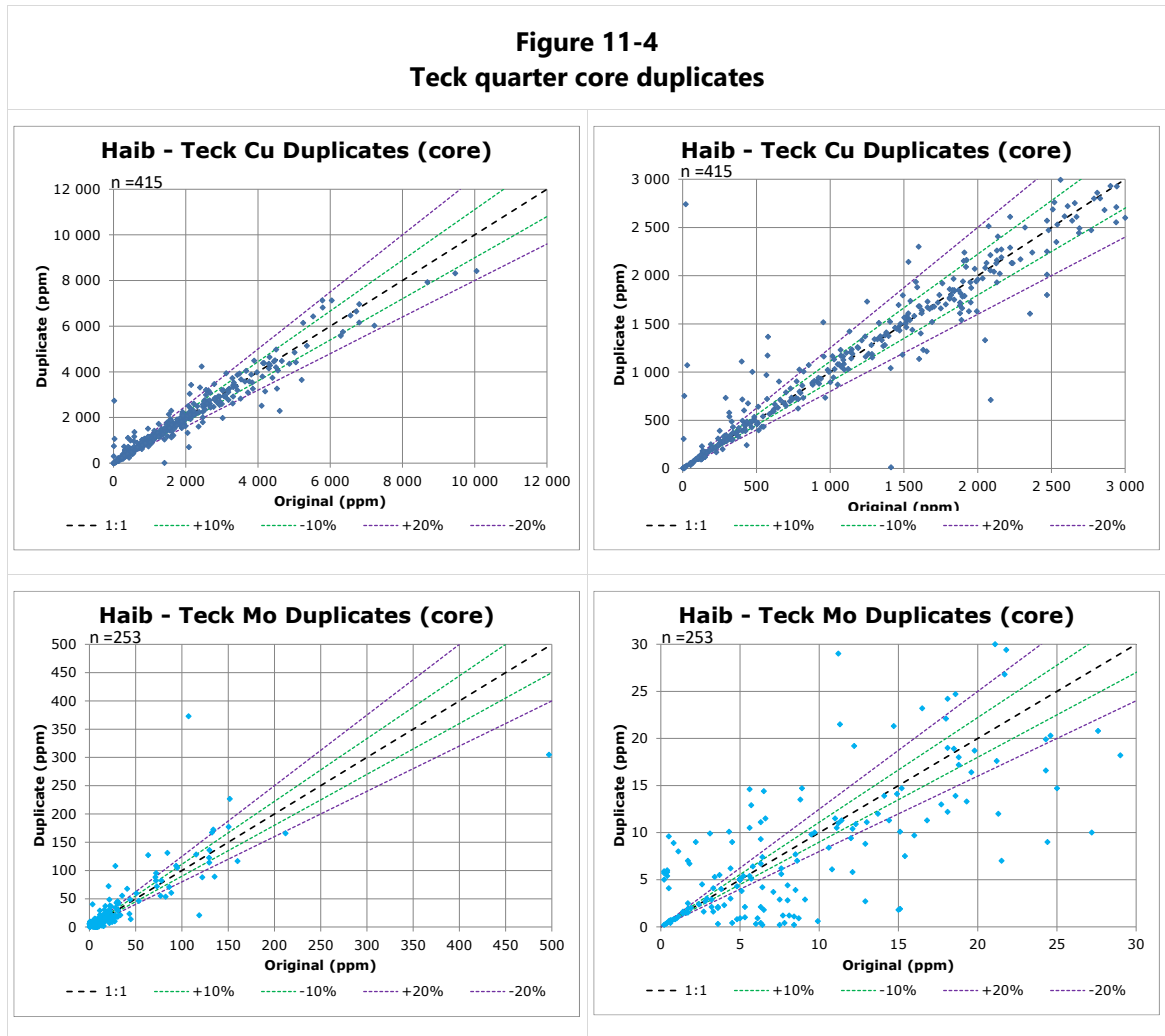 Figure 11-4
Teck quarter core duplicates
Haib - Teck Cu Duplicates (core)
n =415
12 000
10 000
8 000
6 000
4 000
2 000
0
Duplicate (ppm)
0 2 000 4 000 6 000 8 000 10 000 12 000
Original (ppm)
1:1 +10% -10% +20% -20%
Haib - Teck Cu Duplicates (core)
n =415
3 000
2 500
2 000
1 500
1 000
500
0
Duplicate (ppm)
0 500 1 000 1 500 2 000 2 500 3 000
Original (ppm)
1:1 +10% -10% +20% -20%
Haib - Teck Mo Duplicates (core)
n =253
500
450
400
350
300
250
200
150
100
50
0
Duplicate (ppm)
0 50 100 150 200 250 300 350 400 450 500
Original (ppm)
1:1 +10% -10% +20% -20%
Haib - Teck Mo Duplicates (core)
n =253
30
25
20
15
10
5
0
Duplicate (ppm)
0 5 10 15 20 25 30
Original (ppm)
1:1 +10% -10% +20% -20%